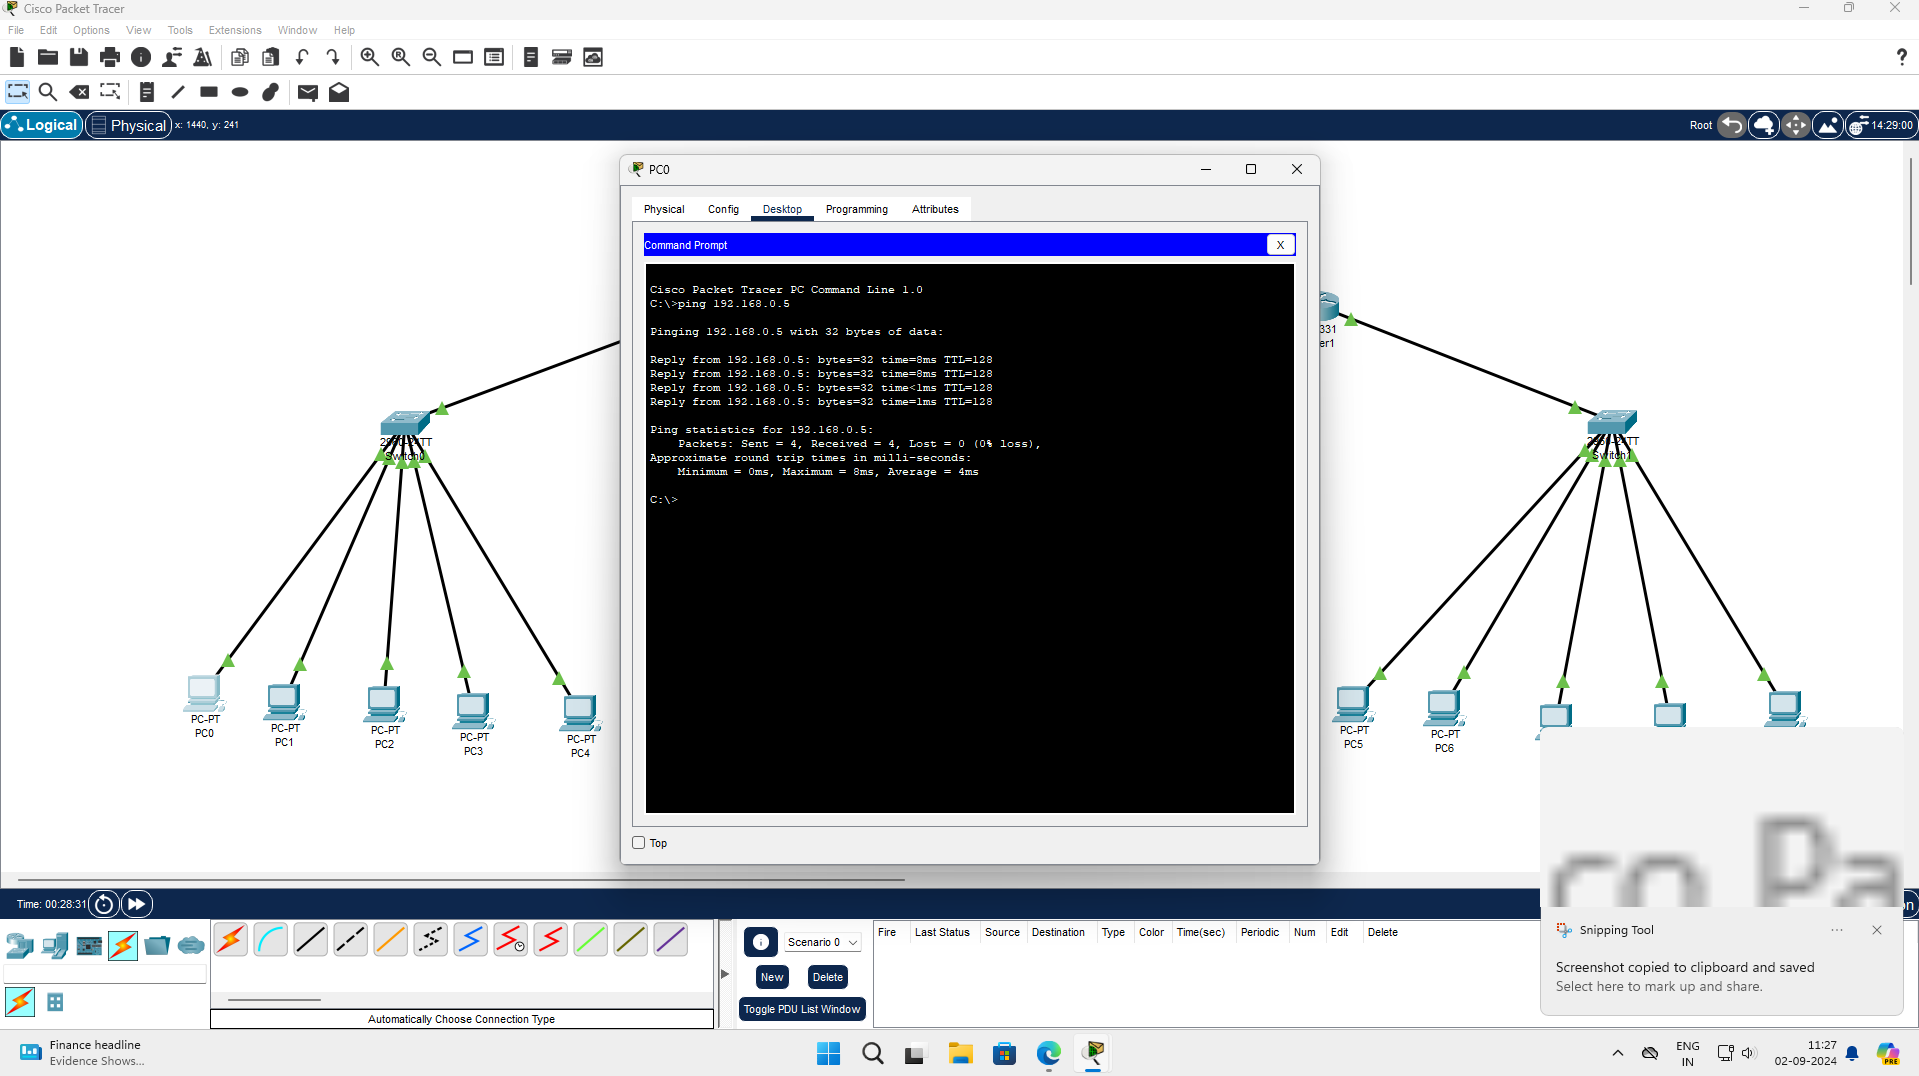 Cisco Packet Tracer
File Edit Options View Tools Extensions Window Help
Logical Physical x: 1440, y: 241
Root 14:29:00
PC0
Physical Config Desktop Programming Attributes
Command Prompt X
Cisco Packet Tracer PC Command Line 1.0
C:\>ping 192.168.0.5
Pinging 192.168.0.5 with 32 bytes of data:
Reply from 192.168.0.5: bytes=32 time=8ms TTL=128
Reply from 192.168.0.5: bytes=32 time=8ms TTL=128
Reply from 192.168.0.5: bytes=32 time<1ms TTL=128
Reply from 192.168.0.5: bytes=32 time=1ms TTL=128
Ping statistics for 192.168.0.5:
Packets: Sent = 4, Received = 4, Lost = 0 (0% loss),
Approximate round trip times in milli-seconds:
Minimum = 0ms, Maximum = 8ms, Average = 4ms
C:\>
Top
331
er1
Switch0
Switch1
PC-PT
PC0
PC-PT
PC1
PC-PT
PC2
PC-PT
PC3
PC-PT
PC4
PC-PT
PC5
PC-PT
PC6
Time: 00:28:31
Automatically Choose Connection Type
Scenario 0
New Delete
Toggle PDU List Window
Fire Last Status Source Destination Type Color Time(sec) Periodic Num Edit Delete
co Pa
Snipping Tool
Screenshot copied to clipboard and saved
Select here to mark up and share.
Finance headline
Evidence Shows...
ENG
IN
11:27
02-09-2024
PRE